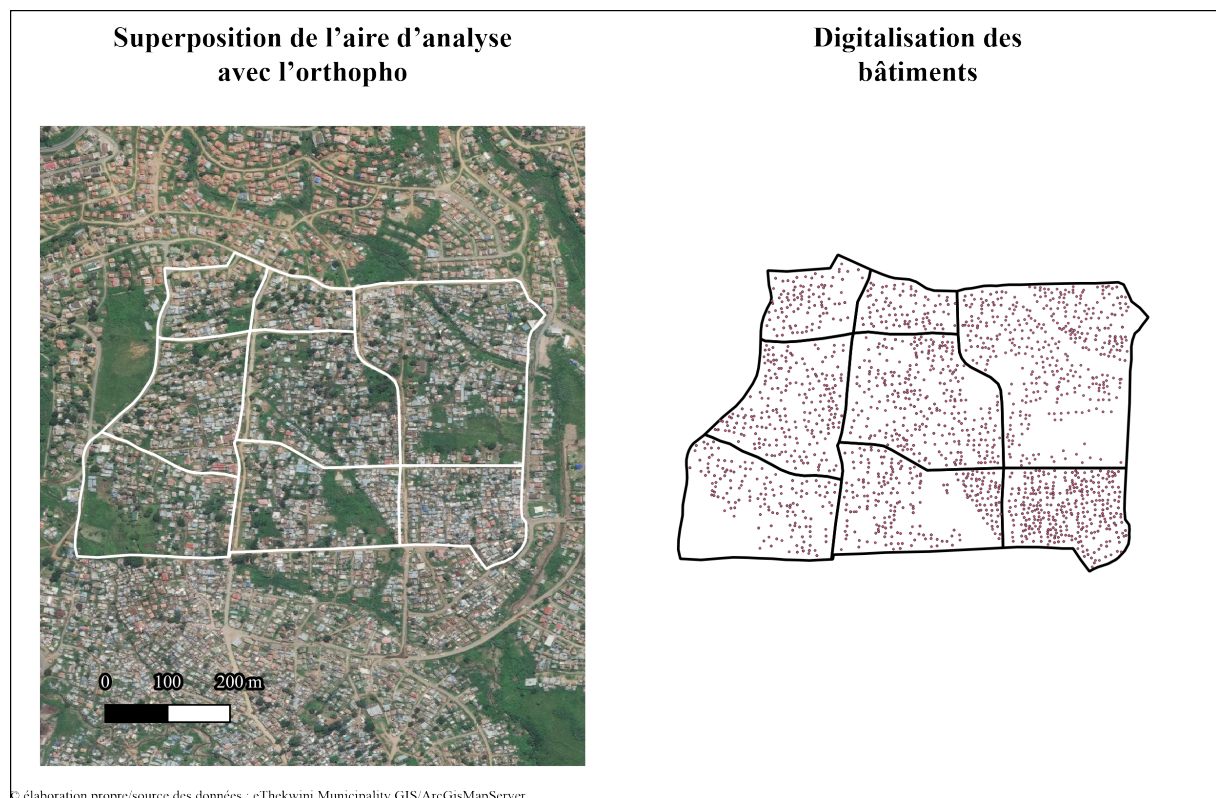 Superposition de l’aire d’analyse
avec l’orthopho
Digitalisation des
bâtiments
0 100 200 m
© élaboration propre/source des données : eThekwini Municipality GIS/ArcGisMapServer